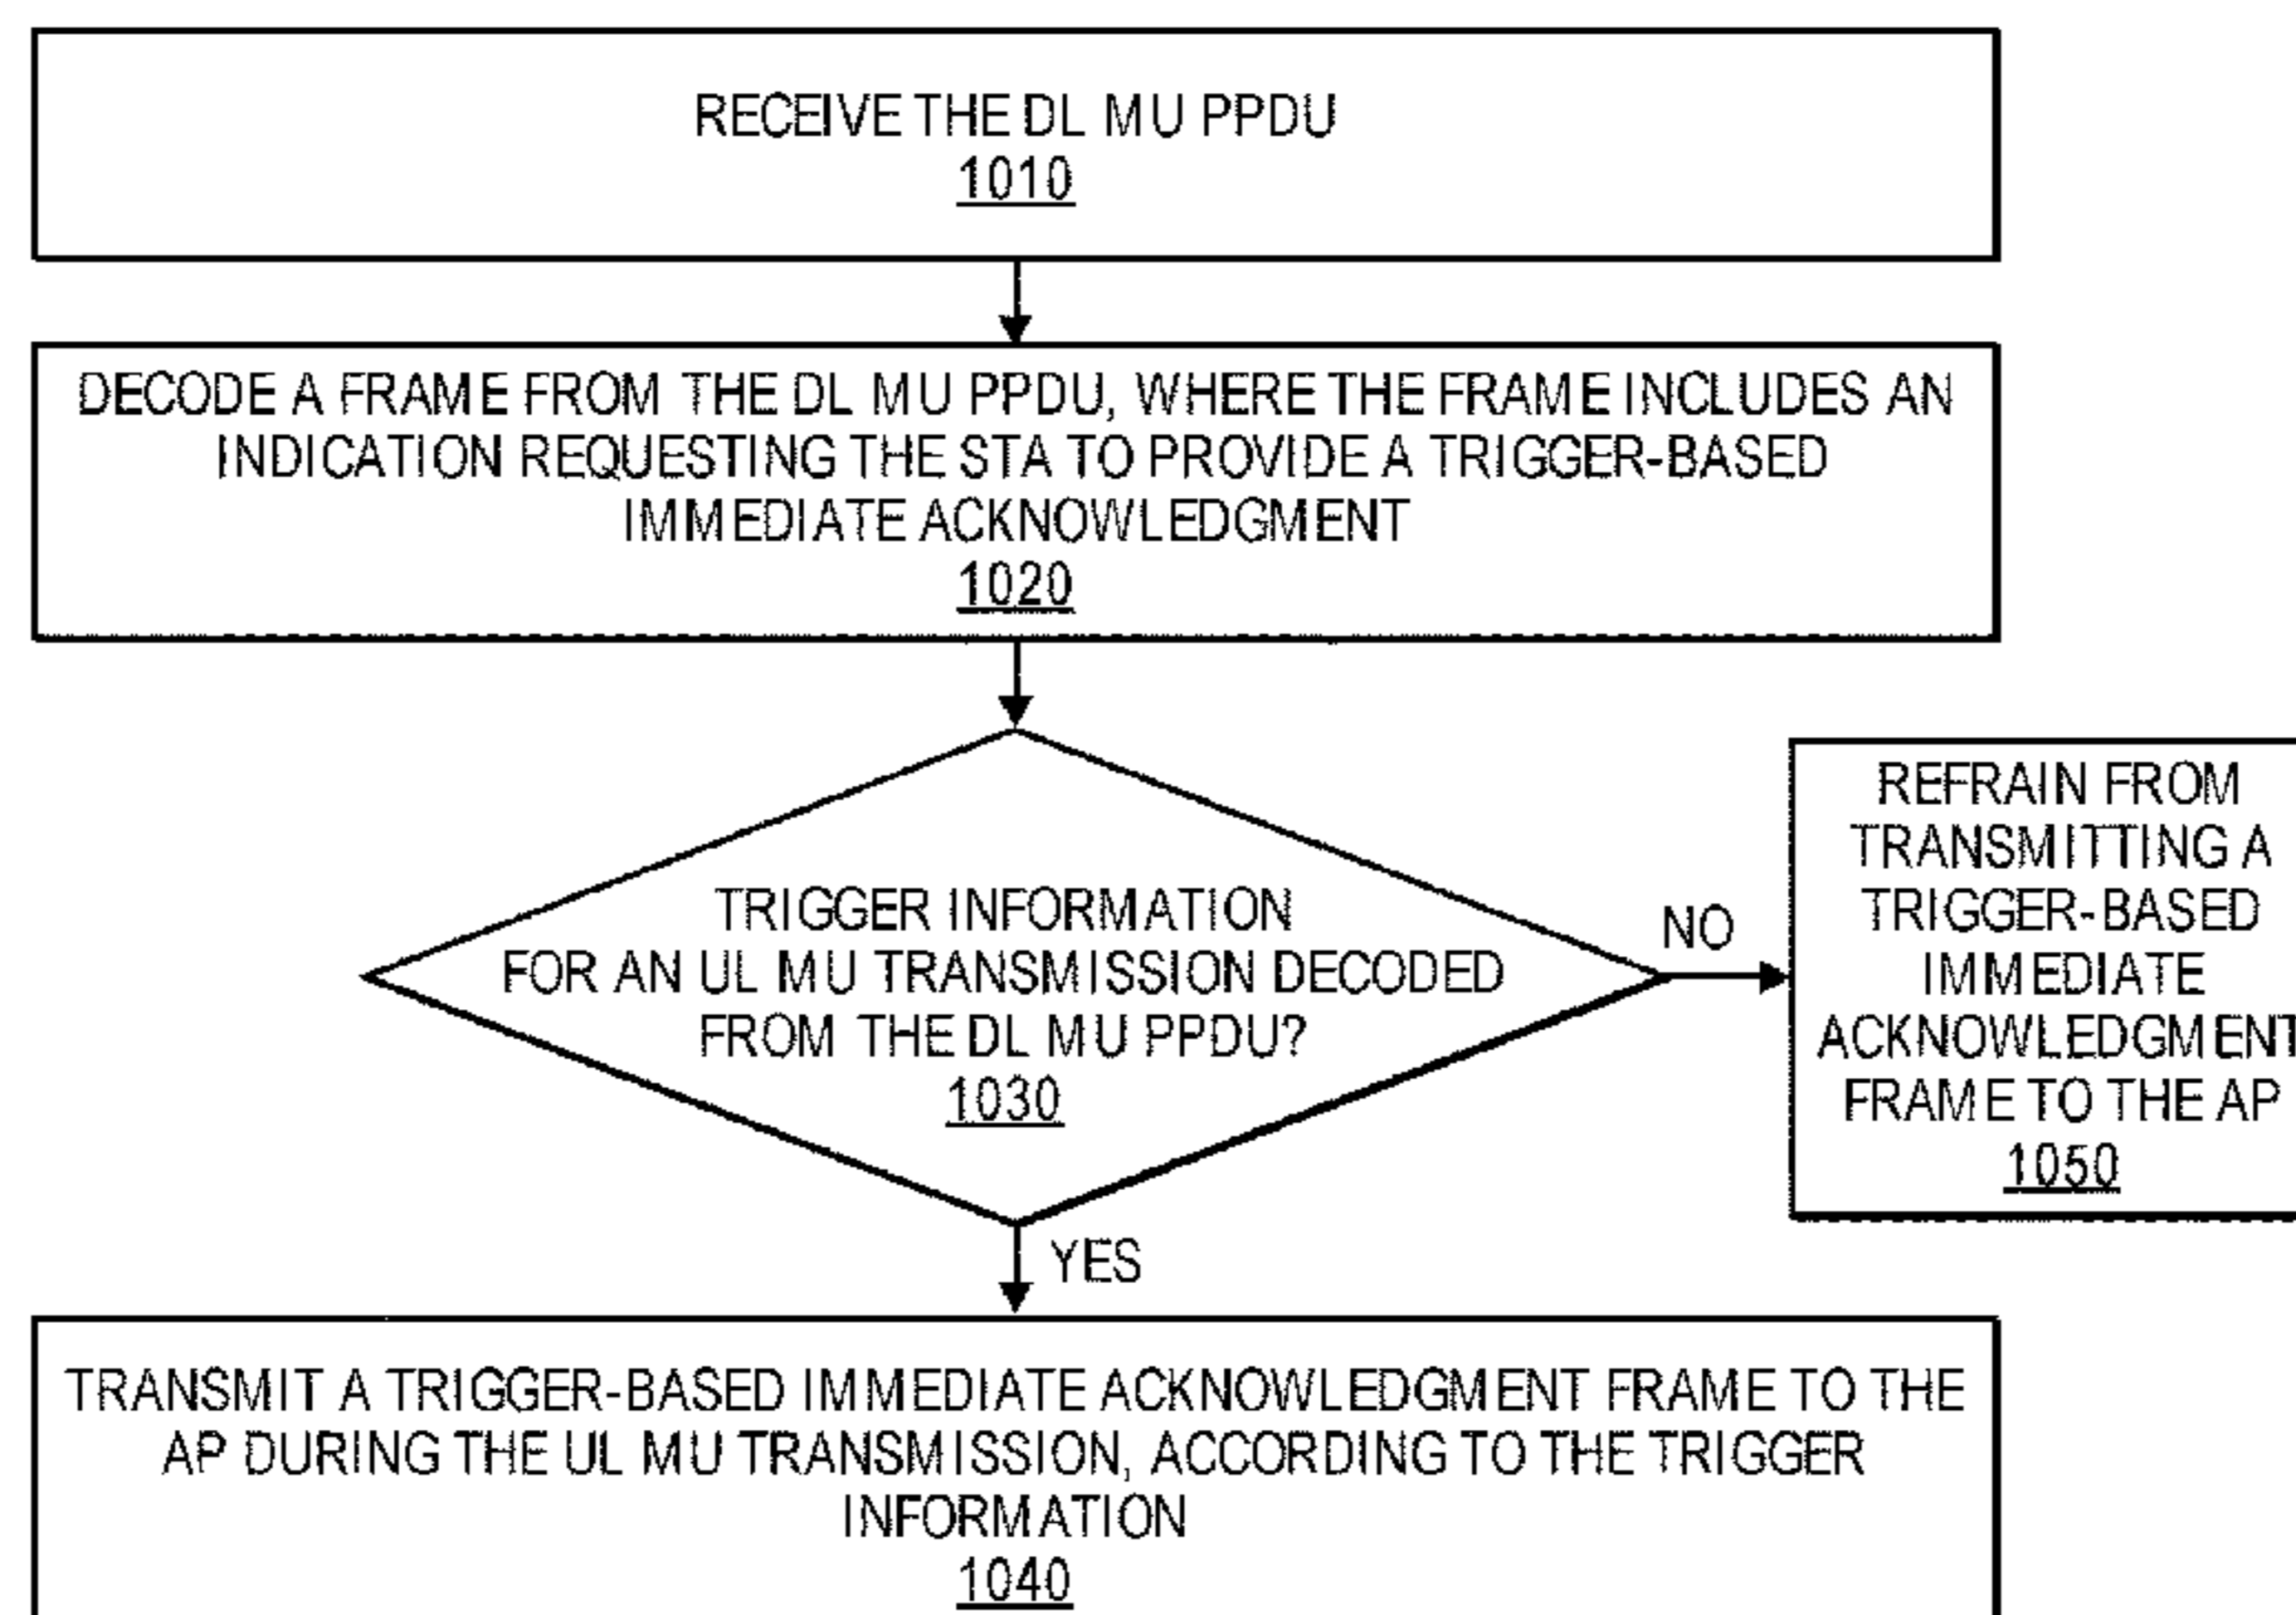 RECEIVE THE DL MU PPDU
1010
DECODE A FRAME FROM THE DL MU PPDU, WHERE THE FRAME INCLUDES AN
INDICATION REQUESTING THE STA TO PROVIDE A TRIGGER-BASED
IMMEDIATE ACKNOWLEDGMENT
1020
TRIGGER INFORMATION
FOR AN UL MU TRANSMISSION DECODED
FROM THE DL MU PPDU?
1030
NO
REFRAIN FROM
TRANSMITTING A
TRIGGER-BASED
IMMEDIATE
ACKNOWLEDGMENT
FRAME TO THE AP
1050
YES
TRANSMIT A TRIGGER-BASED IMMEDIATE ACKNOWLEDGMENT FRAME TO THE
AP DURING THE UL MU TRANSMISSION, ACCORDING TO THE TRIGGER
INFORMATION
1040